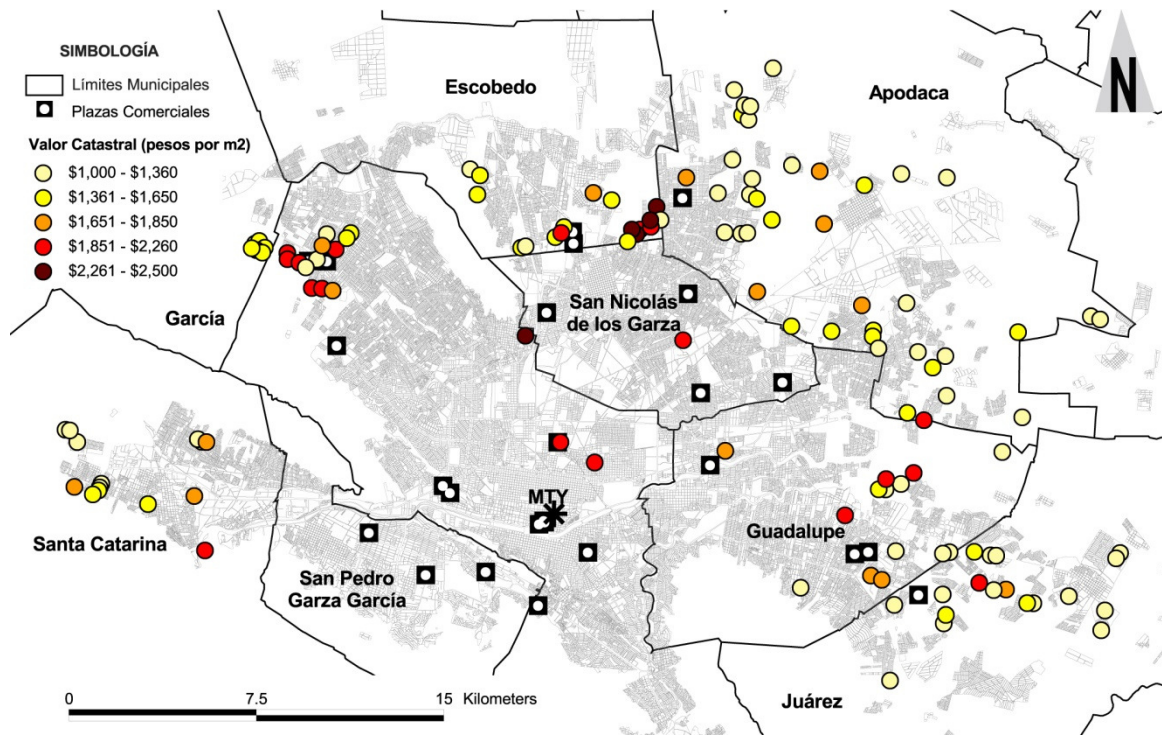 SIMBOLOGÍA
Límites Municipales
Plazas Comerciales
Valor Catastral (pesos por m2)
$1,000 - $1,360
$1,361 - $1,650
$1,651 - $1,850
$1,851 - $2,260
$2,261 - $2,500
Escobedo
Apodaca
N
García
San Nicolás
de los Garza
MTY
Santa Catarina
San Pedro
Garza García
Guadalupe
Juárez
0 7.5 15 Kilometers